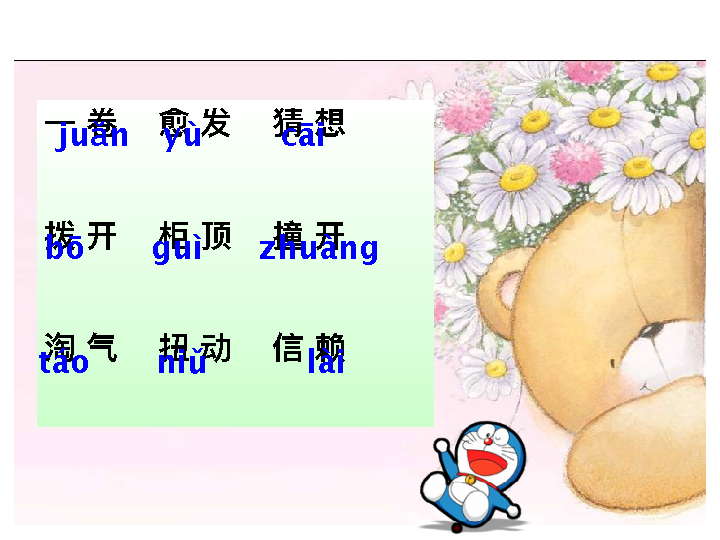 一 卷 愈 发 猜 想
juǎn yù cāi
拨 开 柜 顶 撞 开
bō guì zhuàng
淘 气 扭 动 信 赖
táo niǔ lài